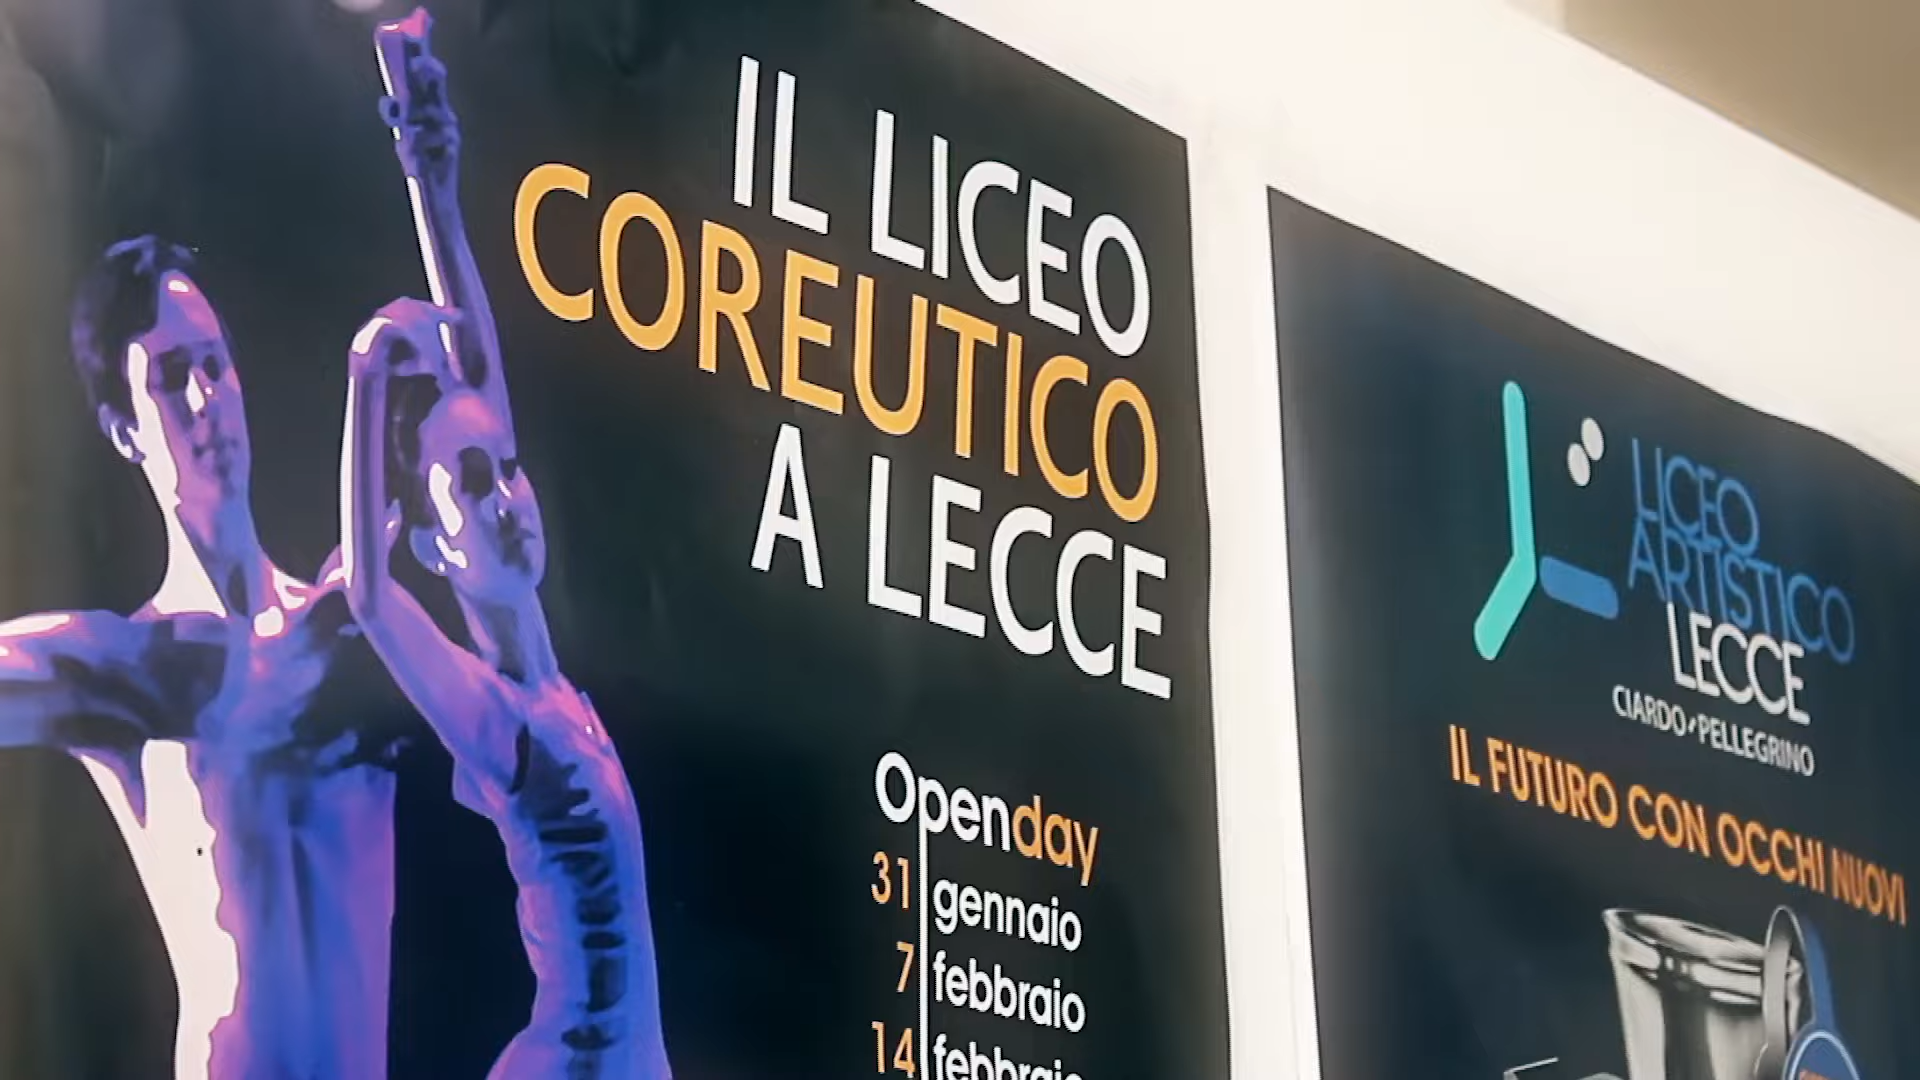 IL LICEO
COREUTICO
A LECCE
Openday
31 gennaio
7 febbraio
14 febbraio
LICEO
ARTISTICO
LECCE
CIARDO-PELLEGRINO
IL FUTURO CON OCCHI NUOVI